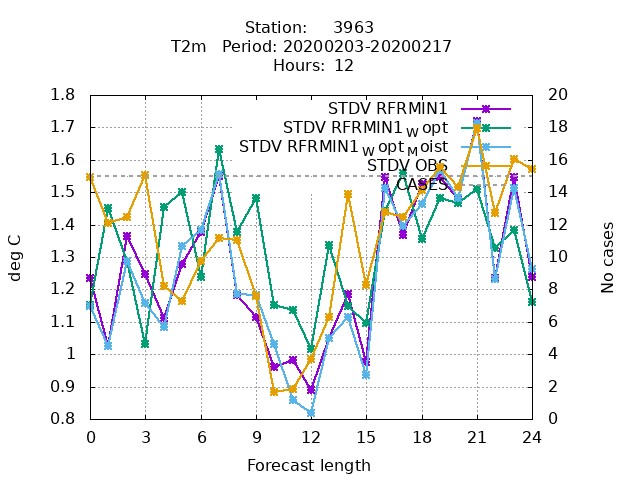 Station: 3963
T2m Period: 20200203-20200217
Hours: 12
STDV RFRMIN1
STDV RFRMIN1 W opt
STDV RFRMIN1 W opt M oist
STDV OBS
CASES
deg C
1.8
1.7
1.6
1.5
1.4
1.3
1.2
1.1
1
0.9
0.8
20
18
16
14
12
10
8
6
4
2
0
No cases
0 3 6 9 12 15 18 21 24
Forecast length